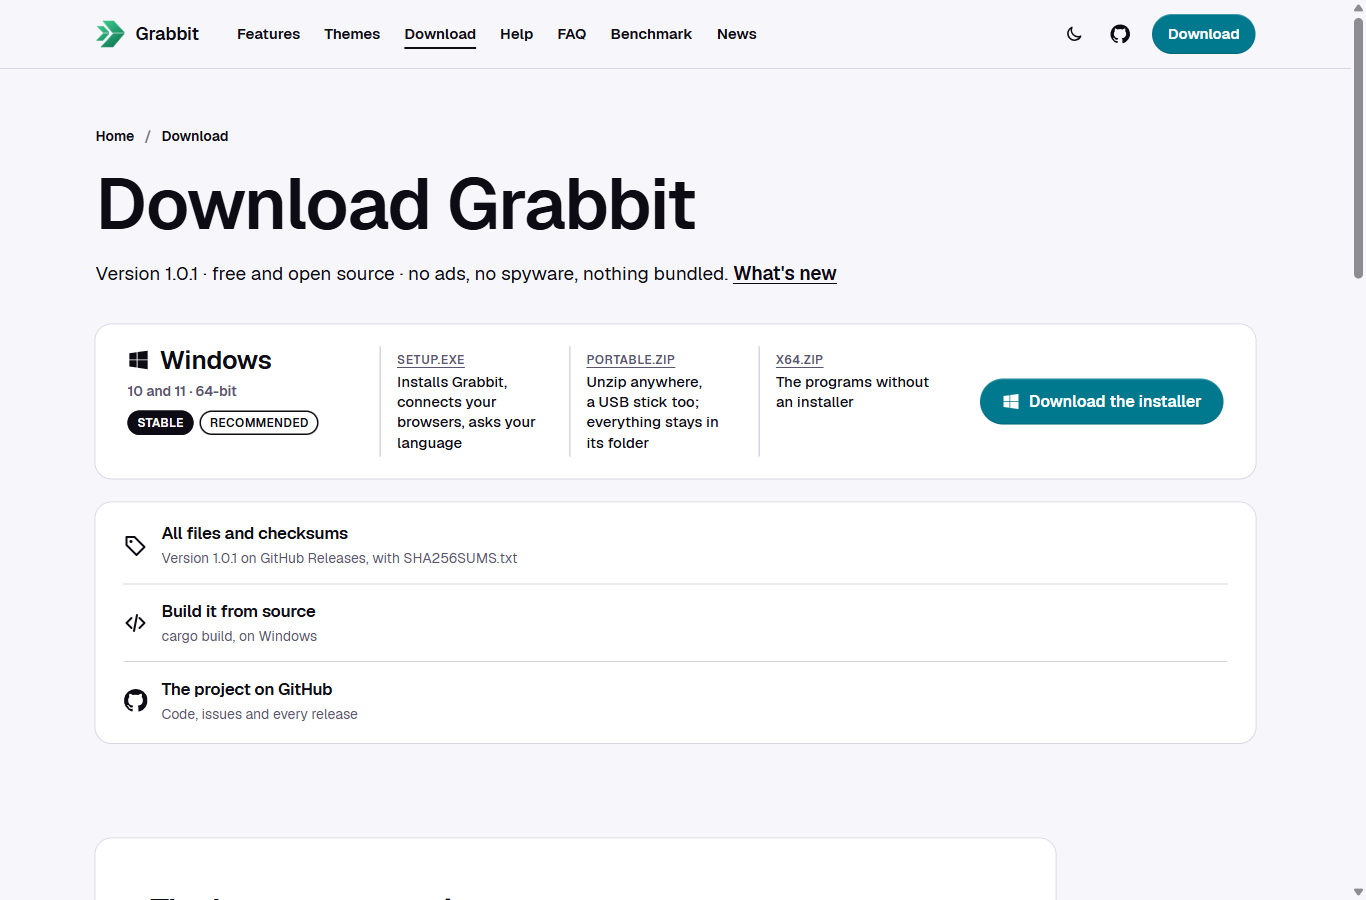 Grabbit
Features
Themes
Download
Help
FAQ
Benchmark
News
Download
Home / Download
Download Grabbit
Version 1.0.1 · free and open source · no ads, no spyware, nothing bundled. What's new
Windows
10 and 11 · 64-bit
STABLE
RECOMMENDED
SETUP.EXE
Installs Grabbit,
connects your
browsers, asks your
language
PORTABLE.ZIP
Unzip anywhere,
a USB stick too;
everything stays in
its folder
X64.ZIP
The programs without
an installer
Download the installer
All files and checksums
Version 1.0.1 on GitHub Releases, with SHA256SUMS.txt
Build it from source
cargo build, on Windows
The project on GitHub
Code, issues and every release